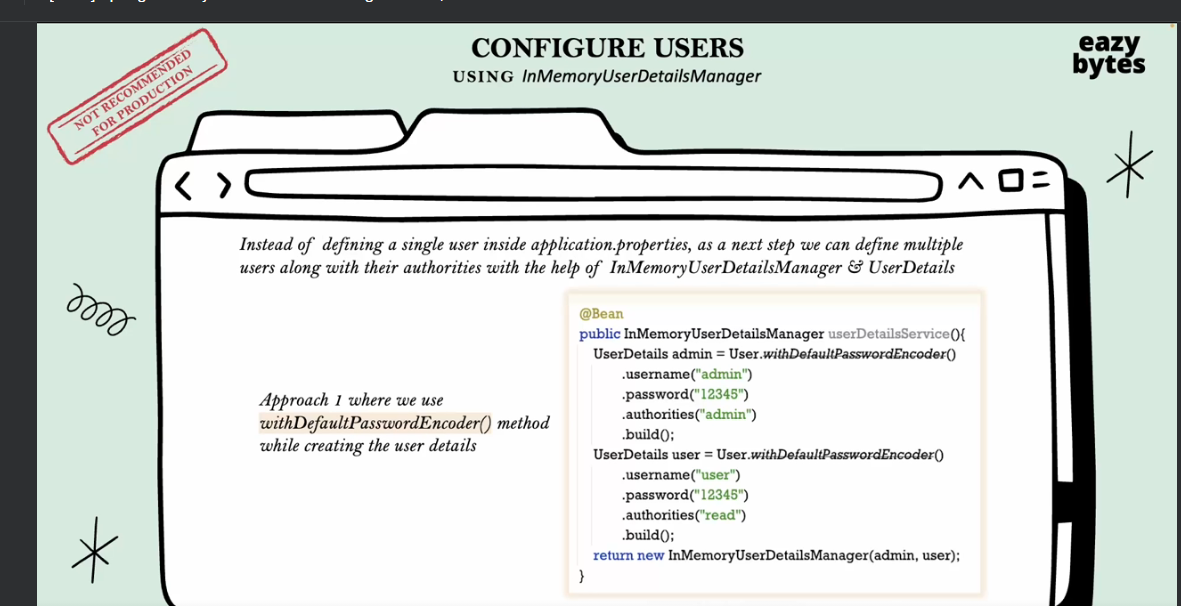 NOT RECOMMENDED
FOR PRODUCTION
CONFIGURE USERS
USING InMemoryUserDetailsManager
eazy
bytes
Instead of defining a single user inside application.properties, as a next step we can define multiple
users along with their authorities with the help of InMemoryUserDetailsManager & UserDetails
Approach 1 where we use
withDefaultPasswordEncoder() method
while creating the user details
@Bean
public InMemoryUserDetailsManager userDetailsService(){
UserDetails admin = User.withDefaultPasswordEncoder()
.username("admin")
.password("12345")
.authorities("admin")
.build();
UserDetails user = User.withDefaultPasswordEncoder()
.username("user")
.password("12345")
.authorities("read")
.build();
return new InMemoryUserDetailsManager(admin, user);
}